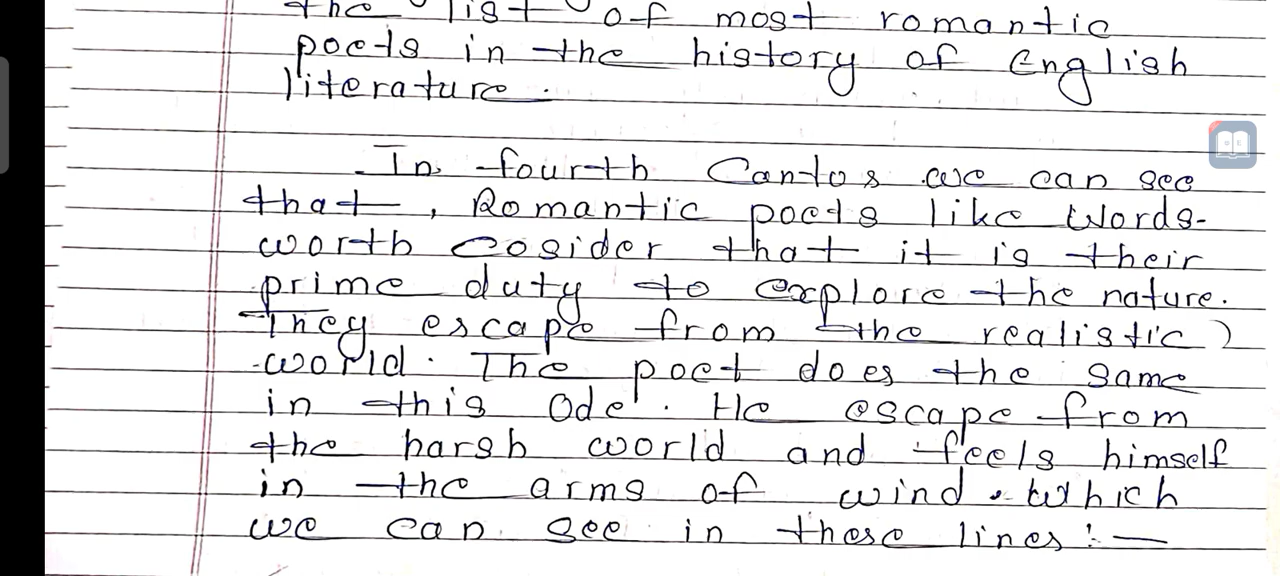 the list of most romantic
poets in the history of English
literature.
In fourth Cantos we can see
that, Romantic poets like Words-
worth cosider that it is their
prime duty to explore the nature.
They escape from the realistic
world. The poet does the same
in this Ode. He escape from
the harsh world and feels himself
in the arms of wind. Which
we can see in these lines :—